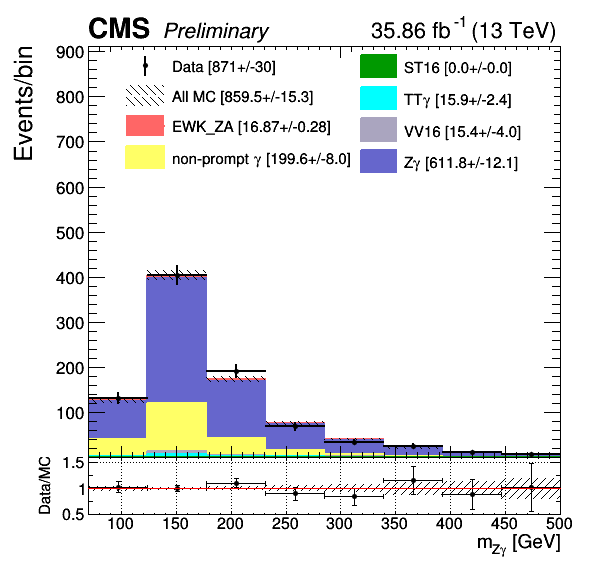 CMS Preliminary 35.86 fb⁻¹ (13 TeV)
Events/bin
900
800
700
600
500
400
300
200
100
Data [871+/-30]
All MC [859.5+/-15.3]
EWK_ZA [16.87+/-0.28]
non-prompt γ [199.6+/-8.0]
ST16 [0.0+/-0.0]
TTγ [15.9+/-2.4]
VV16 [15.4+/-4.0]
Zγ [611.8+/-12.1]
Data/MC
1.5
1
0.5
100 150 200 250 300 350 400 450 500
m_Zγ [GeV]